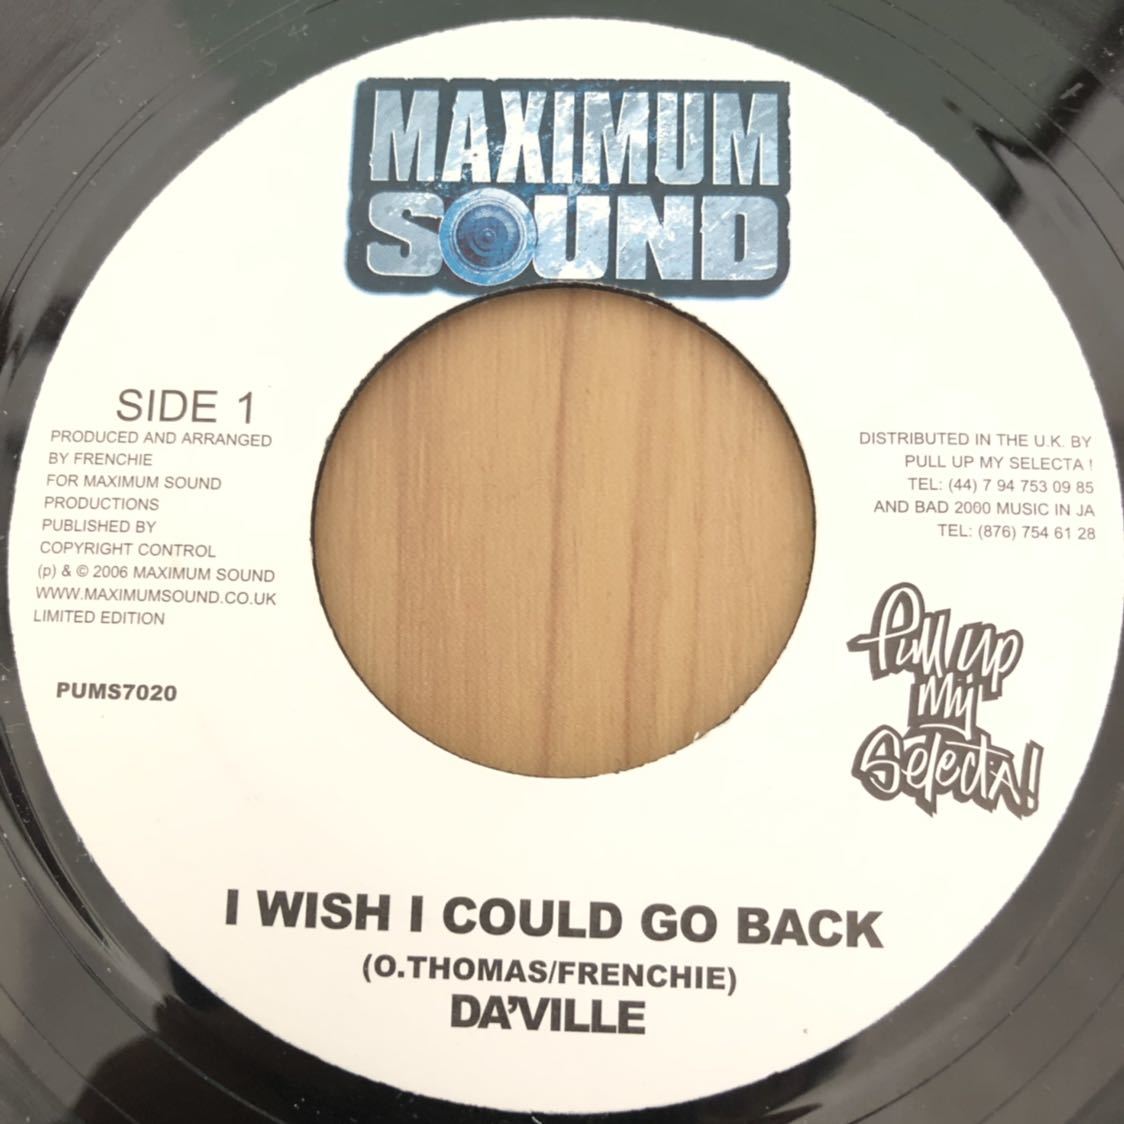 MAXIMUM
SOUND
SIDE 1
PRODUCED AND ARRANGED
BY FRENCHIE
FOR MAXIMUM SOUND
PRODUCTIONS
PUBLISHED BY
COPYRIGHT CONTROL
(p) & © 2006 MAXIMUM SOUND
WWW.MAXIMUMSOUND.CO.UK
LIMITED EDITION
PUMS7020
DISTRIBUTED IN THE U.K. BY
PULL UP MY SELECTA !
TEL: (44) 7 94 753 09 85
AND BAD 2000 MUSIC IN JA
TEL: (876) 754 61 28
Pull Up
My
Selecta!
I WISH I COULD GO BACK
(O.THOMAS/FRENCHIE)
DA'VILLE